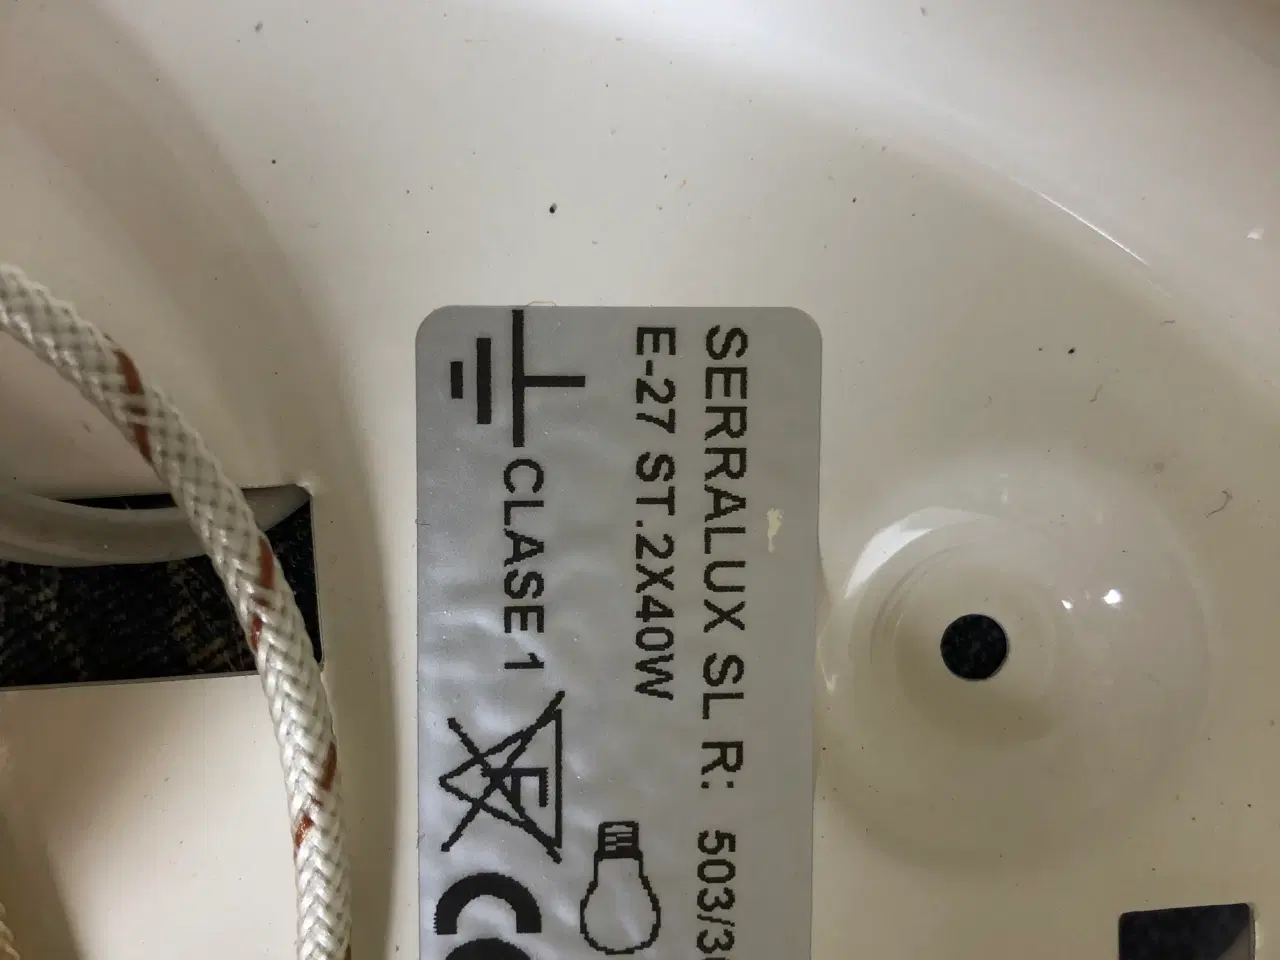 SERRALUX SL R: 503/3
E-27 ST.2X40W
CLASE 1
F
CE